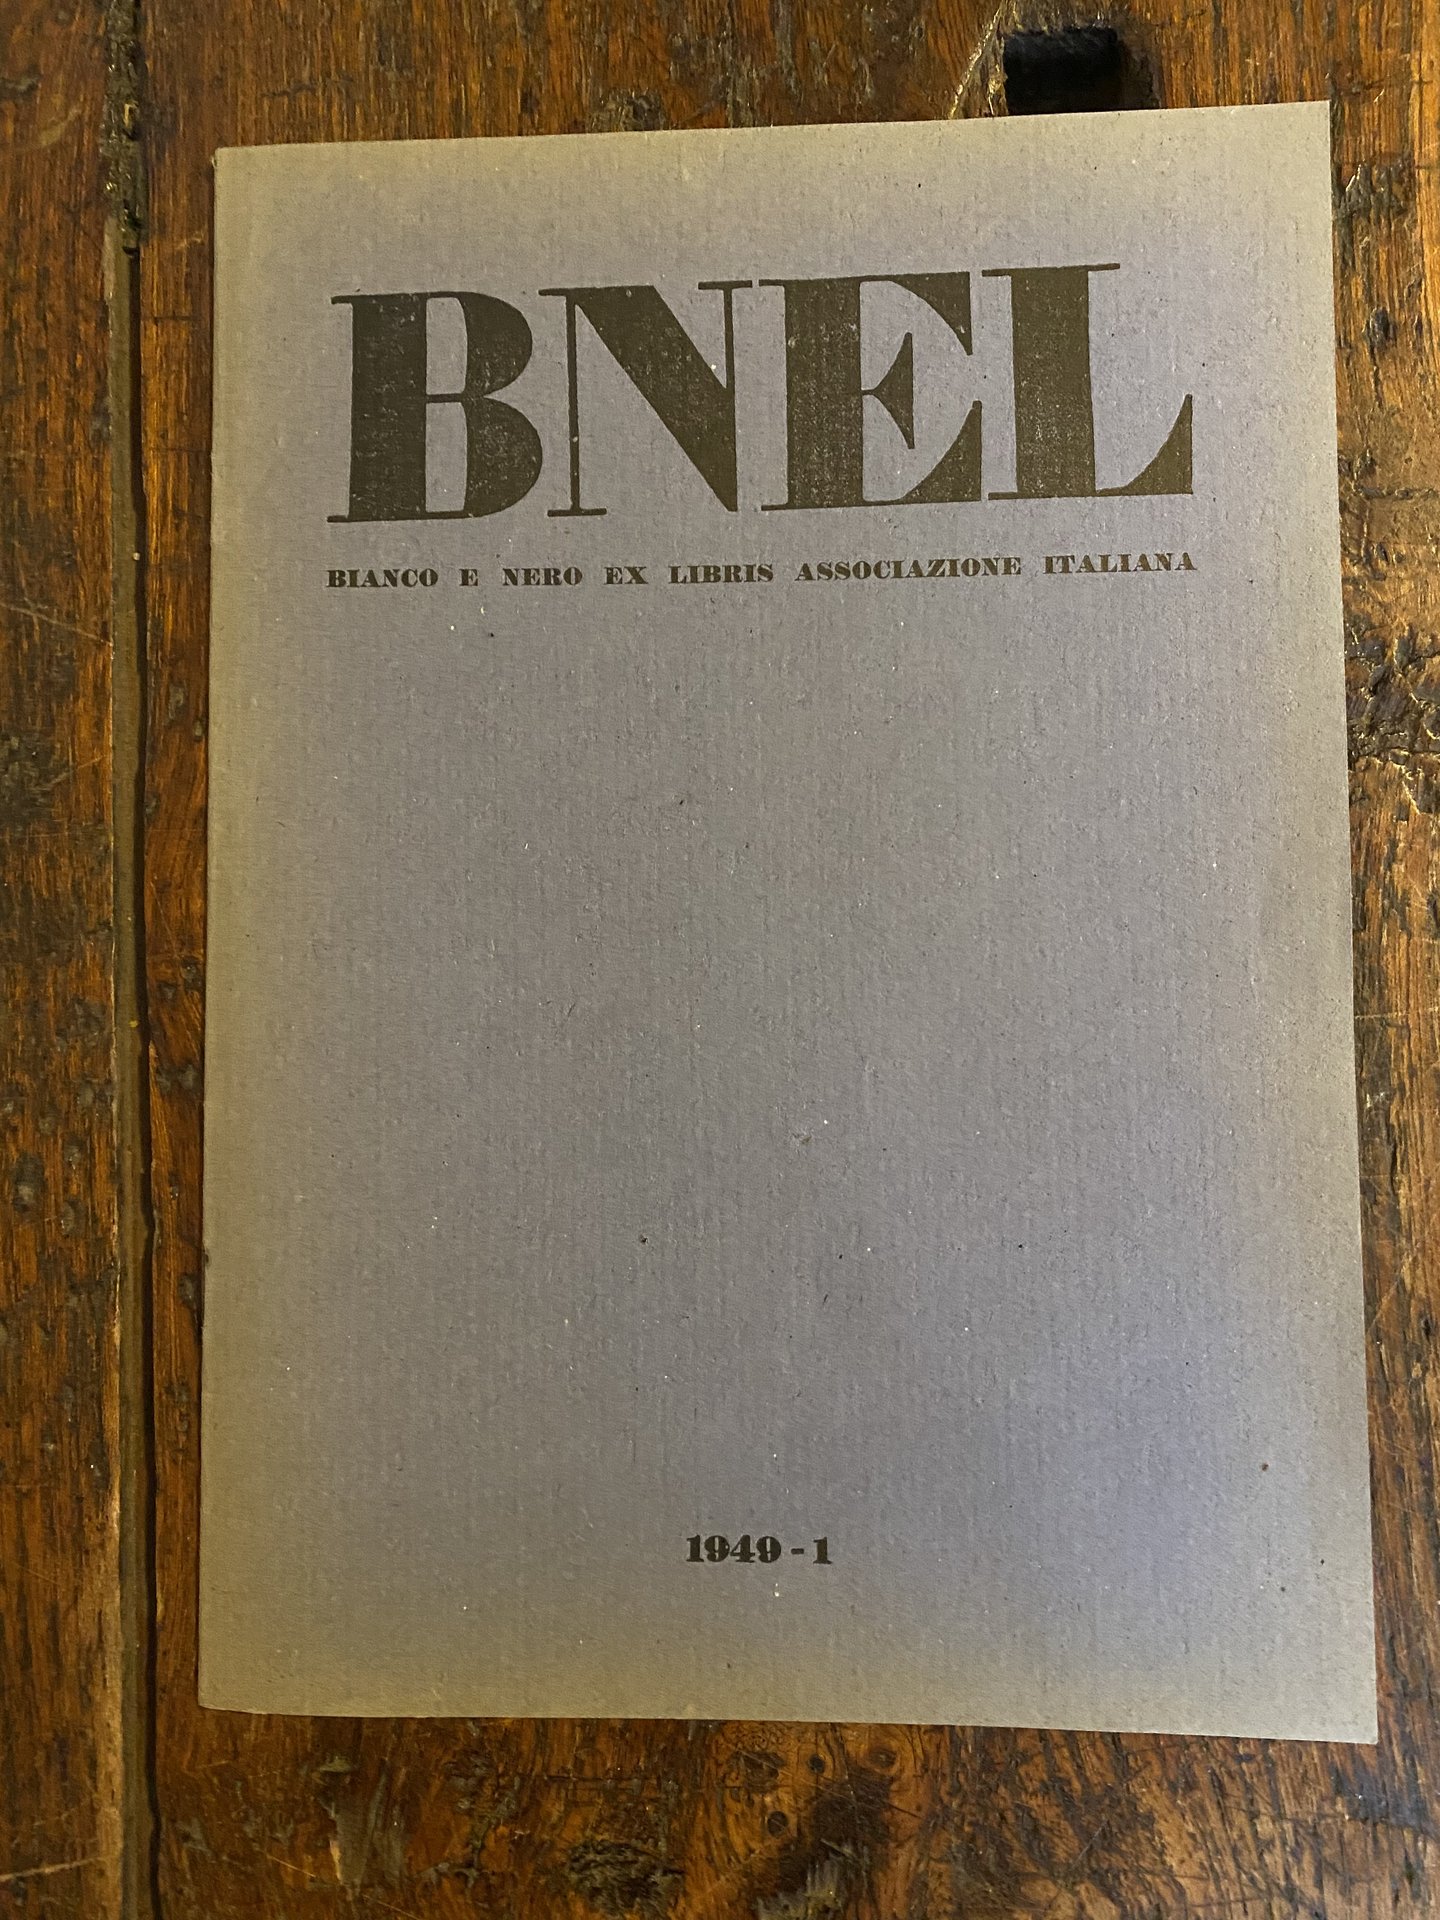 BNEL
BIANCO E NERO EX LIBRIS ASSOCIAZIONE ITALIANA
1949 - 1